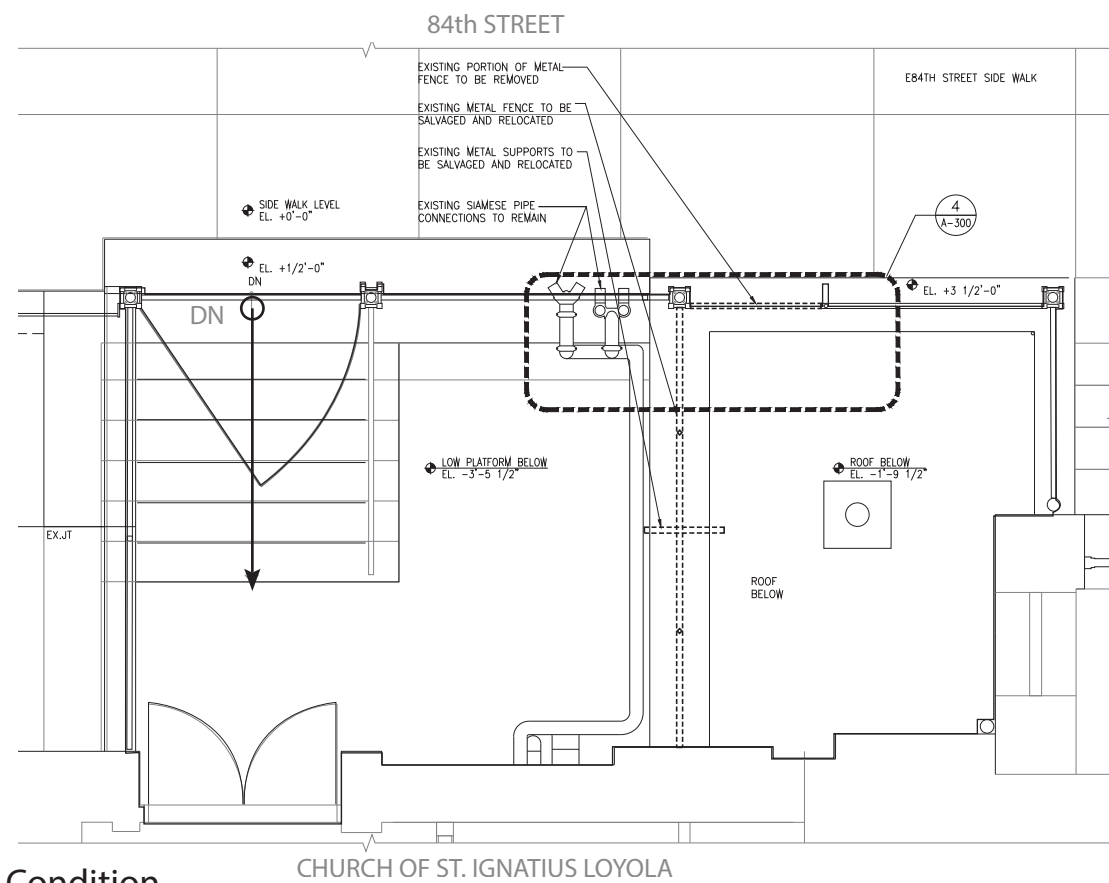 84th STREET
EXISTING PORTION OF METAL
FENCE TO BE REMOVED
E84TH STREET SIDE WALK
EXISTING METAL FENCE TO BE
SALVAGED AND RELOCATED
EXISTING METAL SUPPORTS TO
BE SALVAGED AND RELOCATED
EXISTING SIAMESE PIPE
CONNECTIONS TO REMAIN
SIDE WALK LEVEL
EL. +0'-0"
4
A-300
EL. +1/2'-0"
DN
EL. +3 1/2'-0"
DN
LOW PLATFORM BELOW
EL. -3'-5 1/2"
ROOF BELOW
EL. -1'-9 1/2"
EX.JT
ROOF
BELOW
CHURCH OF ST. IGNATIUS LOYOLA
Condition